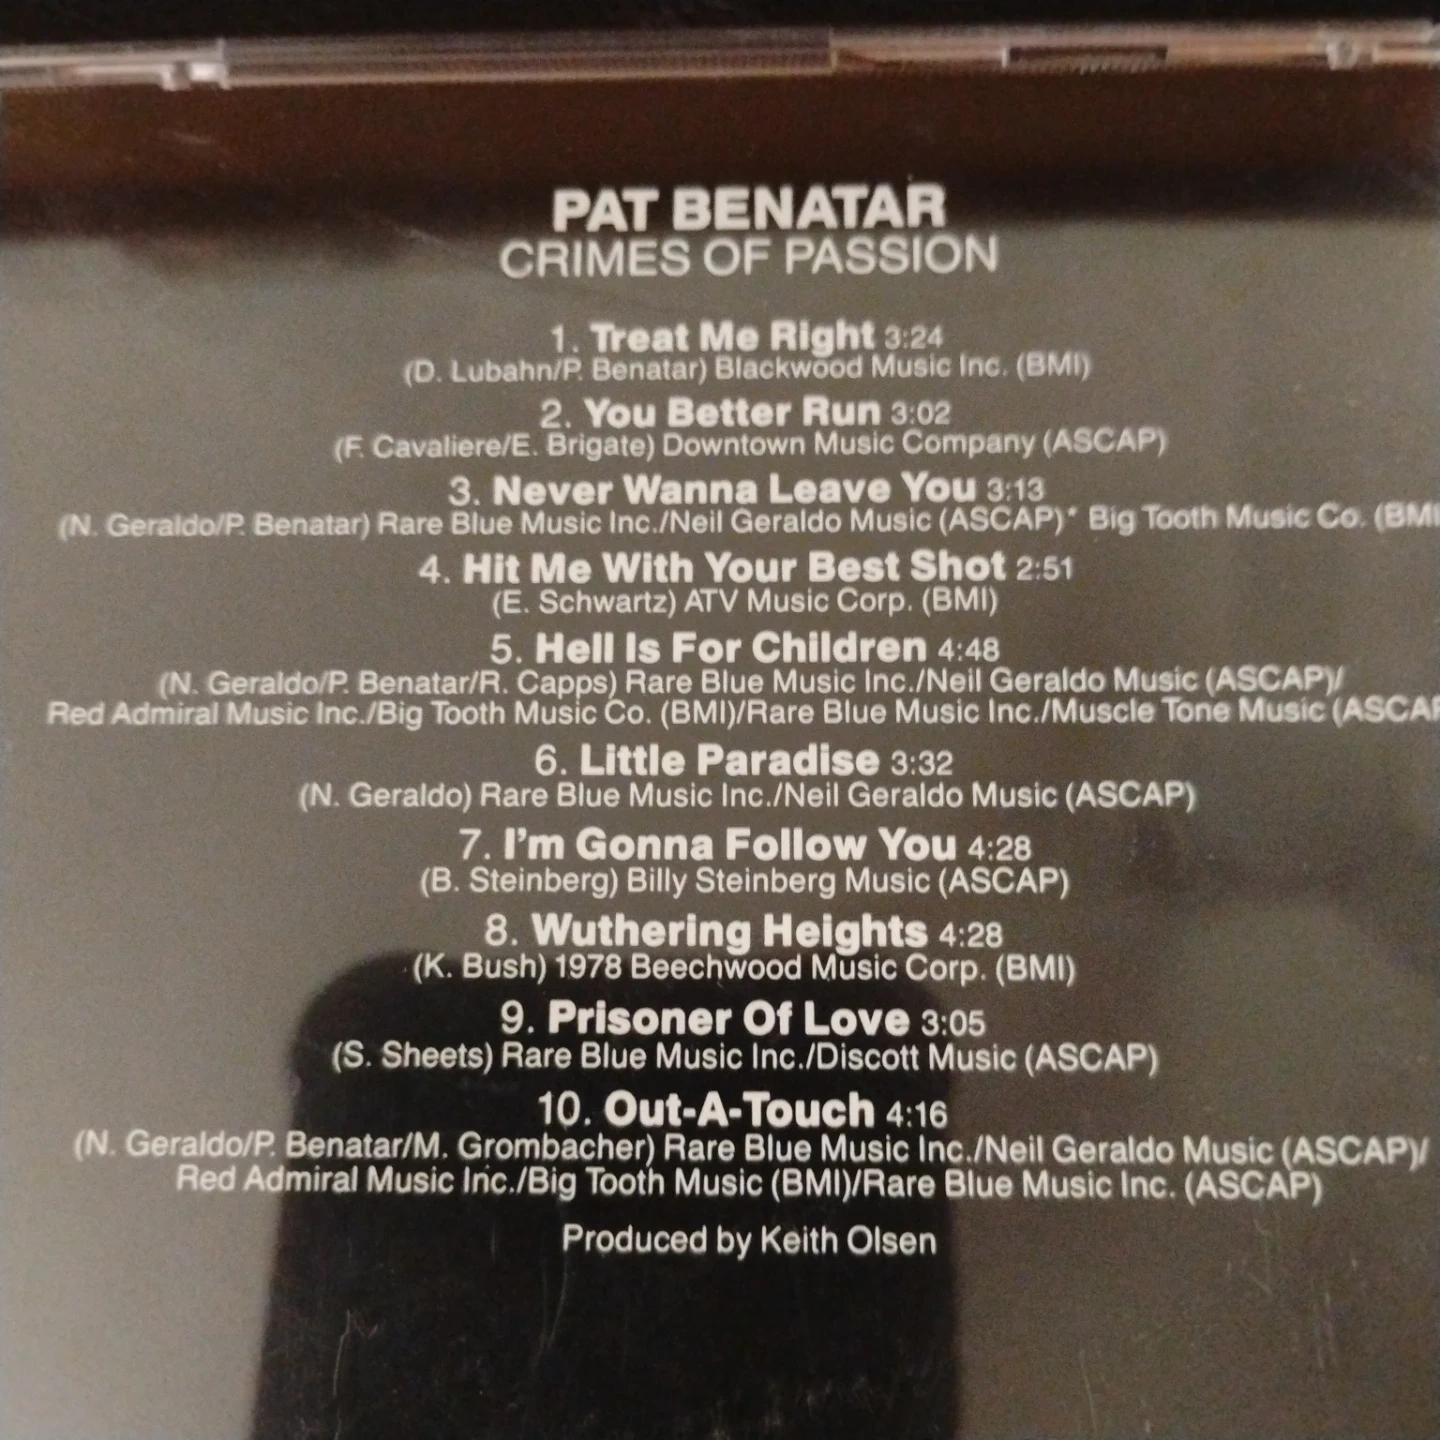 PAT BENATAR
CRIMES OF PASSION
1. Treat Me Right 3:24
(D. Lubahn/P. Benatar) Blackwood Music Inc. (BMI)
2. You Better Run 3:02
(F. Cavaliere/E. Brigate) Downtown Music Company (ASCAP)
3. Never Wanna Leave You 3:13
(N. Geraldo/P. Benatar) Rare Blue Music Inc./Neil Geraldo Music (ASCAP)* Big Tooth Music Co. (BMI
4. Hit Me With Your Best Shot 2:51
(E. Schwartz) ATV Music Corp. (BMI)
5. Hell Is For Children 4:48
(N. Geraldo/P. Benatar/R. Capps) Rare Blue Music Inc./Neil Geraldo Music (ASCAP)/
Red Admiral Music Inc./Big Tooth Music Co. (BMI)/Rare Blue Music Inc./Muscle Tone Music (ASCAP
6. Little Paradise 3:32
(N. Geraldo) Rare Blue Music Inc./Neil Geraldo Music (ASCAP)
7. I'm Gonna Follow You 4:28
(B. Steinberg) Billy Steinberg Music (ASCAP)
8. Wuthering Heights 4:28
(K. Bush) 1978 Beechwood Music Corp. (BMI)
9. Prisoner Of Love 3:05
(S. Sheets) Rare Blue Music Inc./Discott Music (ASCAP)
10. Out-A-Touch 4:16
(N. Geraldo/P. Benatar/M. Grombacher) Rare Blue Music Inc./Neil Geraldo Music (ASCAP)/
Red Admiral Music Inc./Big Tooth Music (BMI)/Rare Blue Music Inc. (ASCAP)
Produced by Keith Olsen